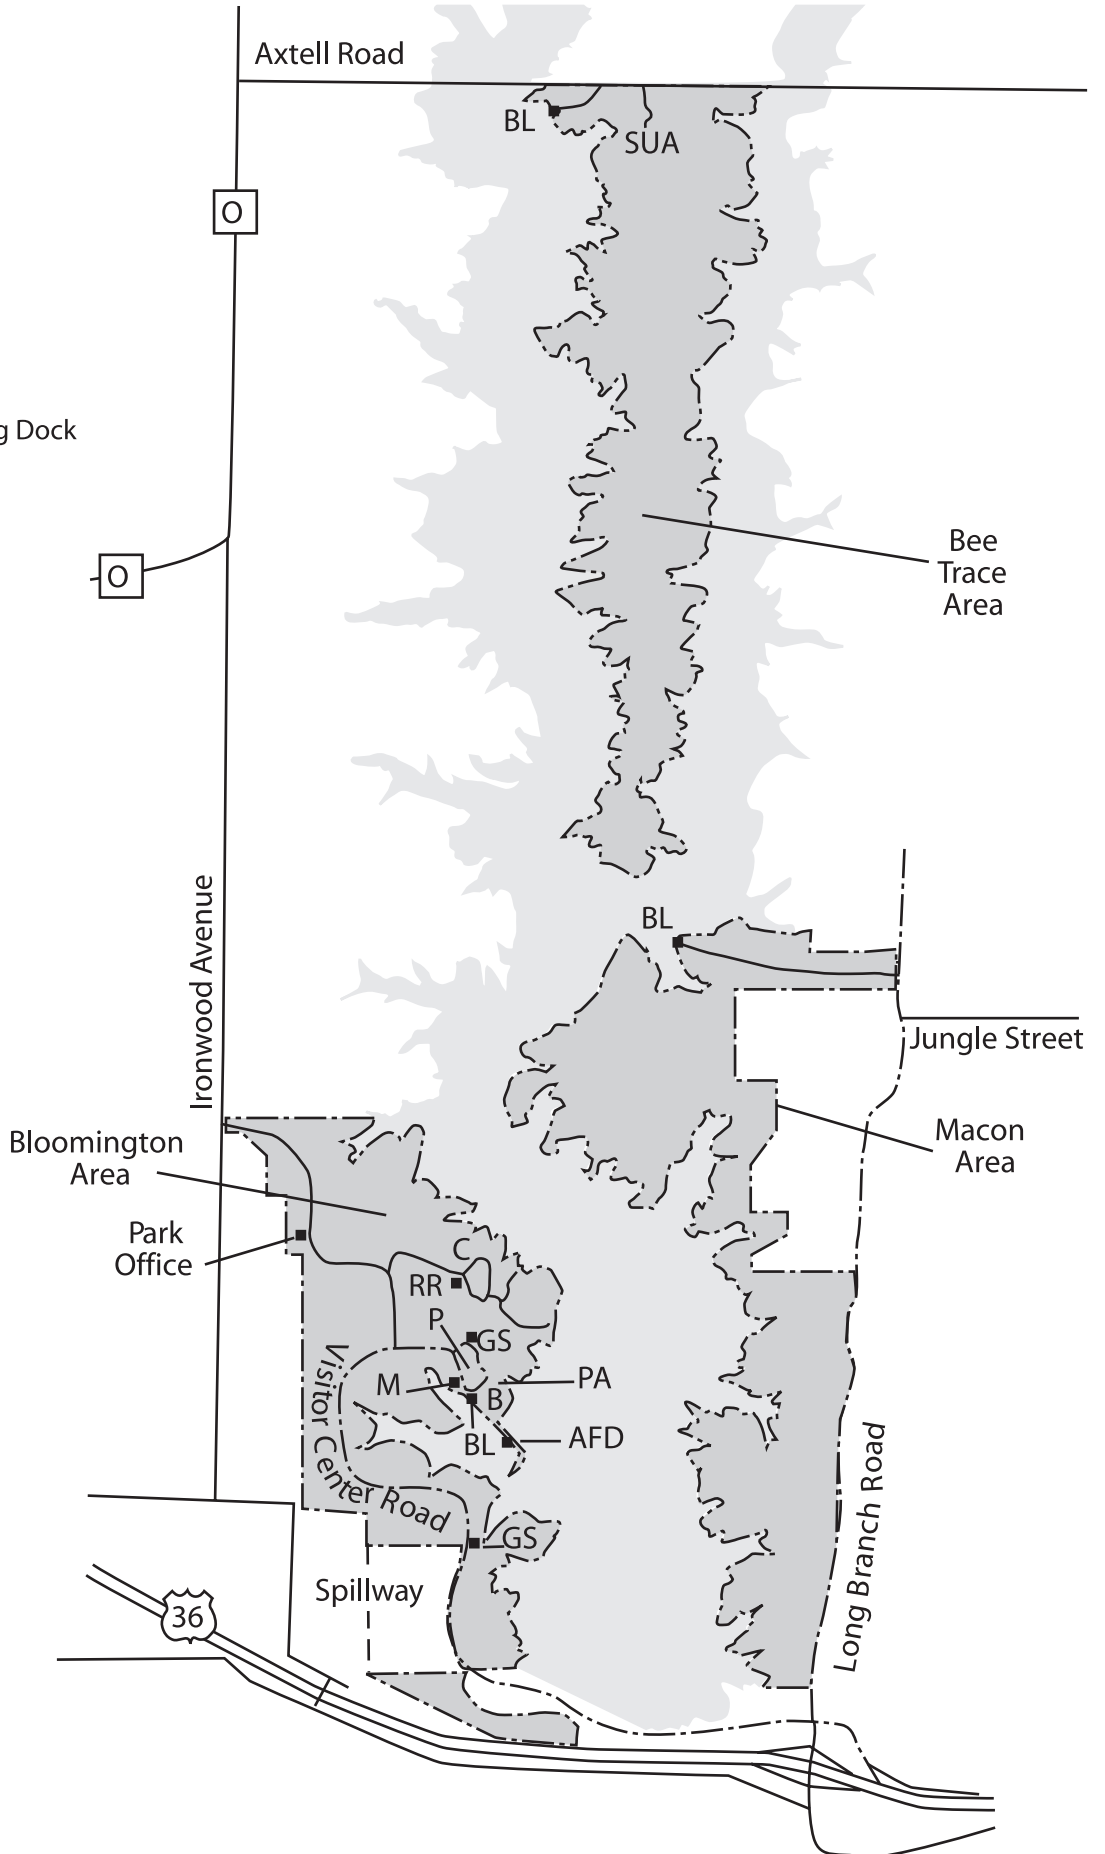 Axtell Road
BL
SUA
O
g Dock
O
Bee
Trace
Area
Ironwood Avenue
BL
Jungle Street
Bloomington
Area
Macon
Area
Park
Office
C
RR
P
GS
PA
M
B
BL
AFD
Visitor Center Road
GS
Spillway
36
Long Branch Road